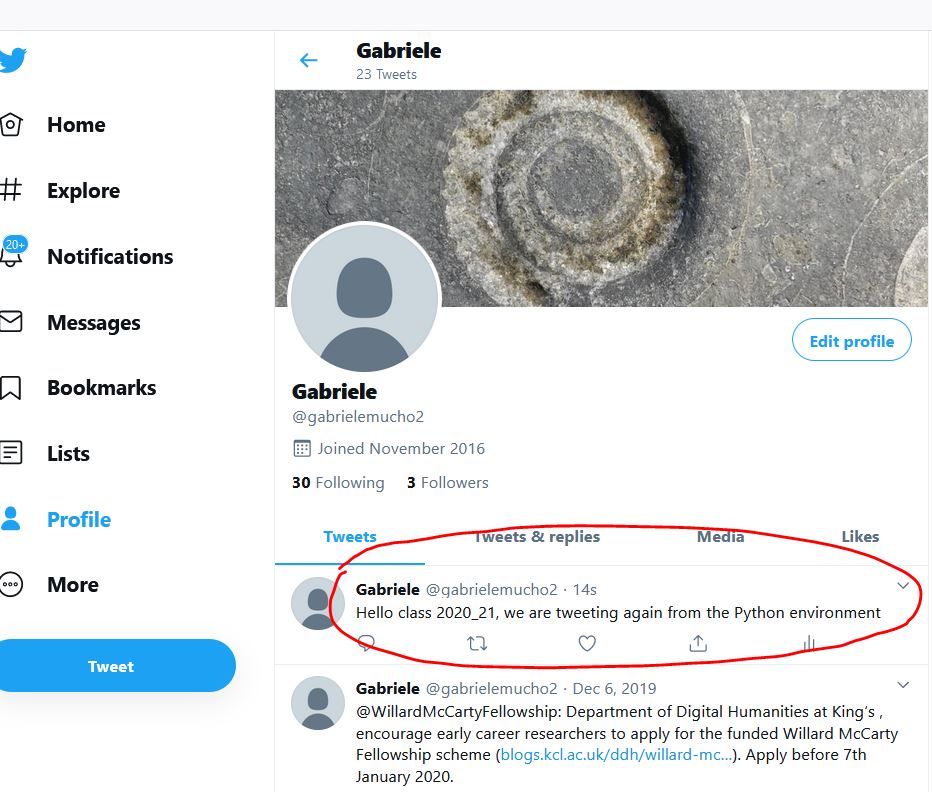 Gabriele
23 Tweets
Home
Explore
20+
Notifications
Messages
Bookmarks
Lists
Profile
More
Tweet
Edit profile
Gabriele
@gabrielemucho2
Joined November 2016
30 Following 3 Followers
Tweets Tweets & replies Media Likes
Gabriele @gabrielemucho2 · 14s
Hello class 2020_21, we are tweeting again from the Python environment
Gabriele @gabrielemucho2 · Dec 6, 2019
@WillardMcCartyFellowship: Department of Digital Humanities at King's ,
encourage early career researchers to apply for the funded Willard McCarty
Fellowship scheme (blogs.kcl.ac.uk/ddh/willard-mc...). Apply before 7th
January 2020.